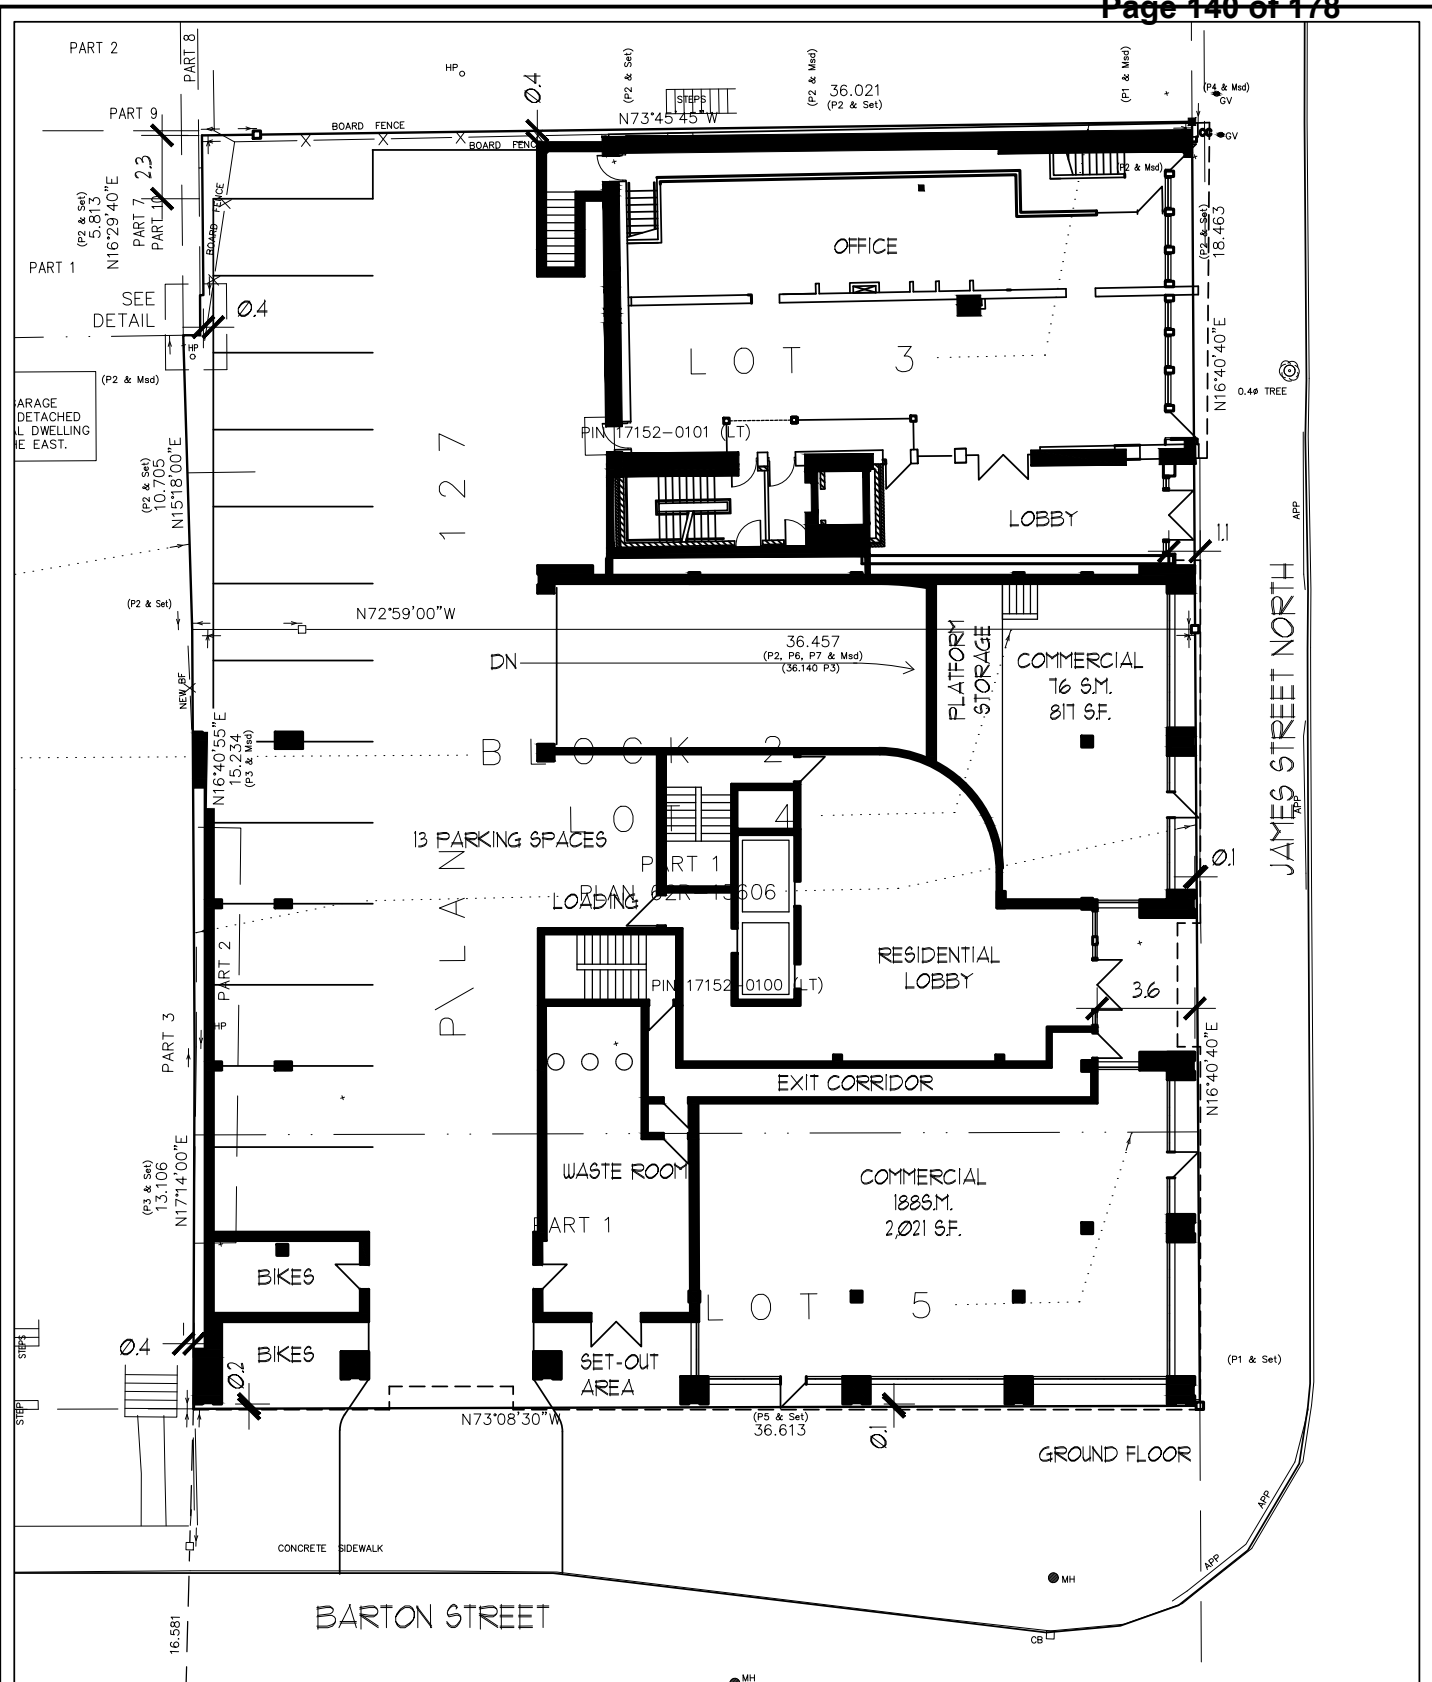 Page 140 of 178
PART 2
PART 8
HP
0.4
(P2 & Set)
STEPS
(P2 & Msd)
36.021
(P2 & Set)
N73°45'45"W
(P1 & Msd)
(P4 & Msd)
GV
GV
PART 9
BOARD FENCE
BOARD FENCE
2.3
(P2 & Set)
5.813
N16°29'40"E
PART 7
PART 10
BOARD FENCE
(P2 & Msd)
(P2 & Set)
18.463
OFFICE
PART 1
SEE
DETAIL
0.4
HP
(P2 & Msd)
LOT 3
N16°40'40"E
0.4ø TREE
GARAGE
DETACHED
AL DWELLING
HE EAST.
(P2 & Set)
10.705
N15°18'00"E
PIN 17152-0101 (LT)
127
LOBBY
APP
1.1
(P2 & Set)
N72°59'00"W
36.457
(P2, P6, P7 & Msd)
(36.140 P3)
DN
PLATFORM
STORAGE
COMMERCIAL
76 S.M.
817 S.F.
JAMES STREET NORTH
NEW BF
N16°40'55"E
15.234
(P3 & Msd)
BLOCK 2
LOT 4
APP
13 PARKING SPACES
PART 1
PLAN 62R-15606
LOADING
0.1
PLAN
PART 2
RESIDENTIAL
LOBBY
PIN 17152-0100 (LT)
3.6
PART 3
HP
N16°40'40"E
EXIT CORRIDOR
(P3 & Set)
13.106
N17°14'00"E
WASTE ROOM
COMMERCIAL
188S.M.
2,021 S.F.
PART 1
BIKES
LOT 5
STEPS
0.4
BIKES
0.2
SET-OUT
AREA
(P1 & Set)
STEP
N73°08'30"W
(P5 & Set)
36.613
0.1
GROUND FLOOR
APP
CONCRETE SIDEWALK
APP
MH
BARTON STREET
16.581
CB
MH